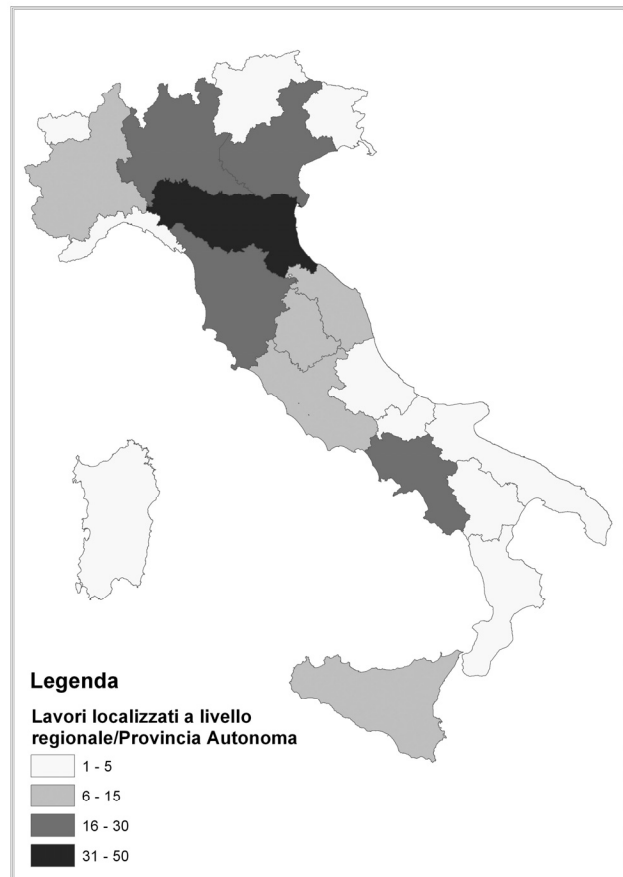 Legenda
Lavori localizzati a livello
regionale/Provincia Autonoma
1 - 5
6 - 15
16 - 30
31 - 50